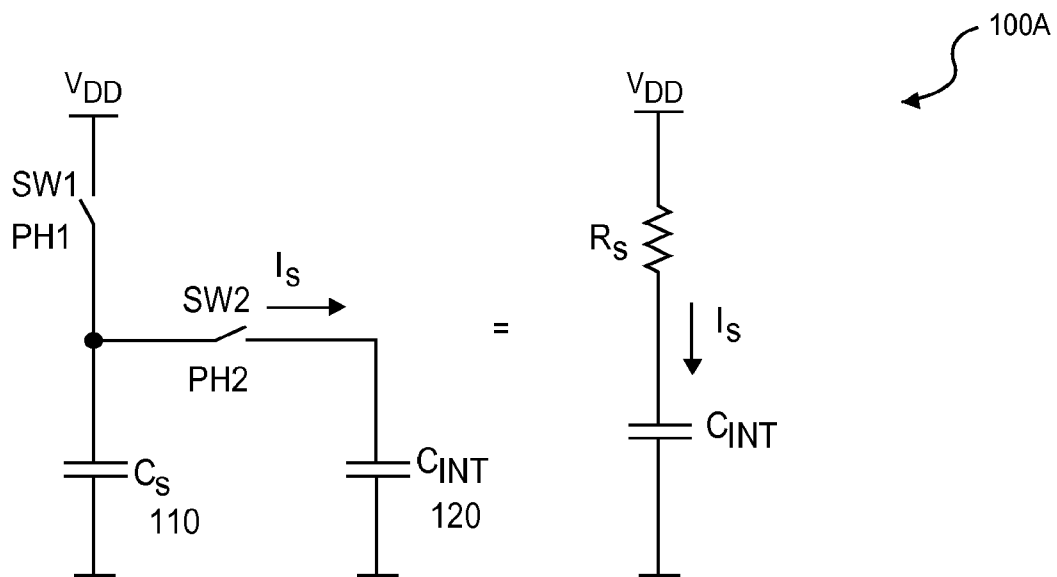 100A
VDD
SW1
PH1
IS
SW2
PH2
CS
110
CINT
120
=
VDD
RS
IS
CINT